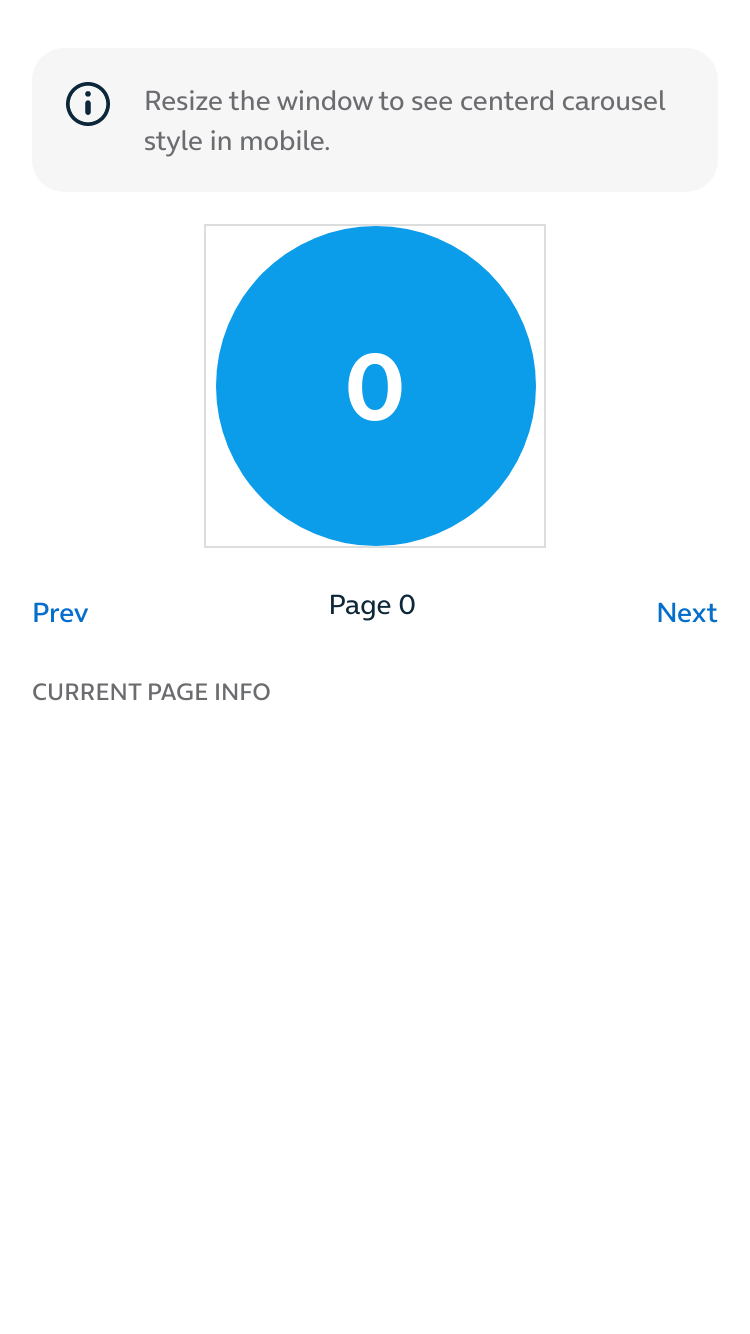 Resize the window to see centerd carousel
style in mobile.
0
Prev
Page 0
Next
CURRENT PAGE INFO